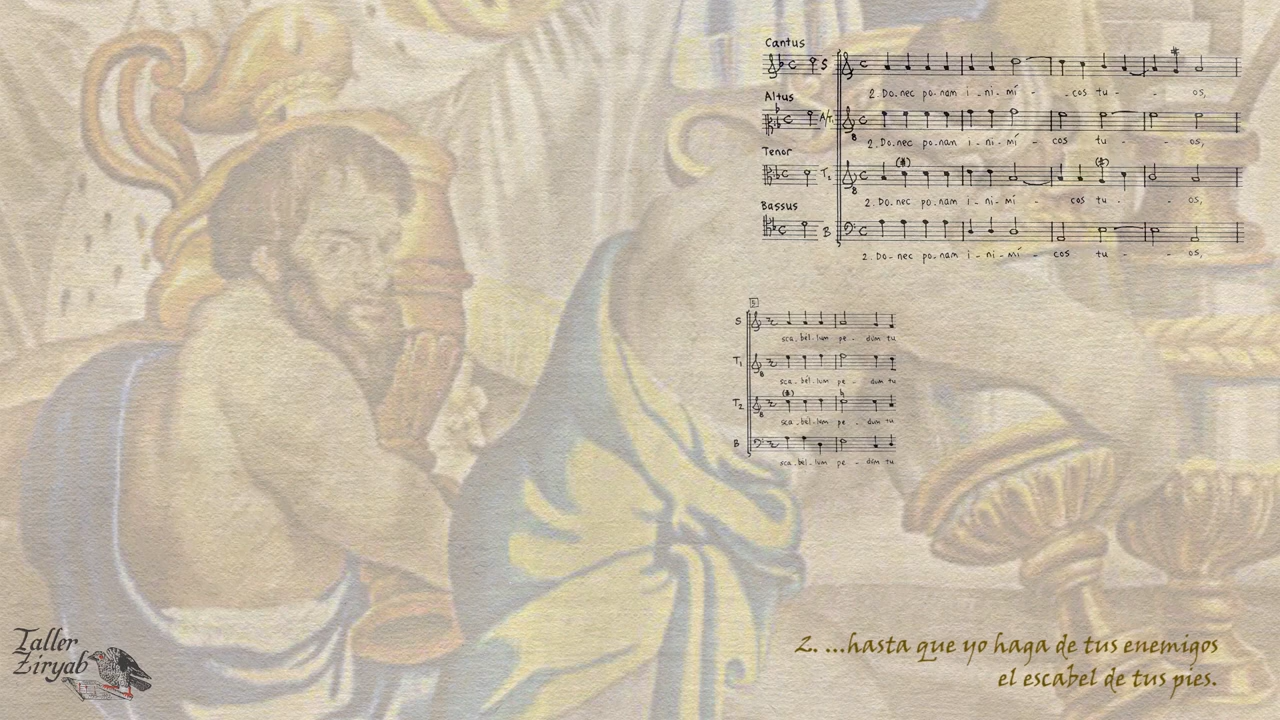 Cantus
S
2. Do-nec po-nam i-ni-mí - -cos tu - - os,
Altus
A/T₁
2. Do-nec po-nam i-ni-mí - cos tu - - os,
Tenor
T₂
2. Do-nec po-nam i-ni-mí - cos tu - - os,
Bassus
B
2. Do-nec po-nam i-ni-mí - cos tu - - os,
5
S
sca-bel-lum pe - dum tu
T₁
sca-bel-lum pe - dum tu
T₂
sca-bel-lum pe - dum tu
B
sca-bel-lum pe - dum tu
Taller
Ziryab
2. ...hasta que yo haga de tus enemigos
el escabel de tus pies.